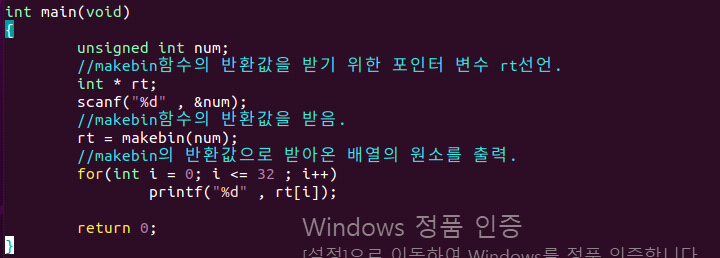 int main(void)
{
unsigned int num;
//makebin함수의 반환값을 받기 위한 포인터 변수 rt선언.
int * rt;
scanf("%d" , &num);
//makebin함수의 반환값을 받음.
rt = makebin(num);
//makebin의 반환값으로 받아온 배열의 원소를 출력.
for(int i = 0; i <= 32 ; i++)
printf("%d" , rt[i]);
return 0;
Windows 정품 인증
}
[설정]으로 이동하여 Windows를 정품 인증합니다